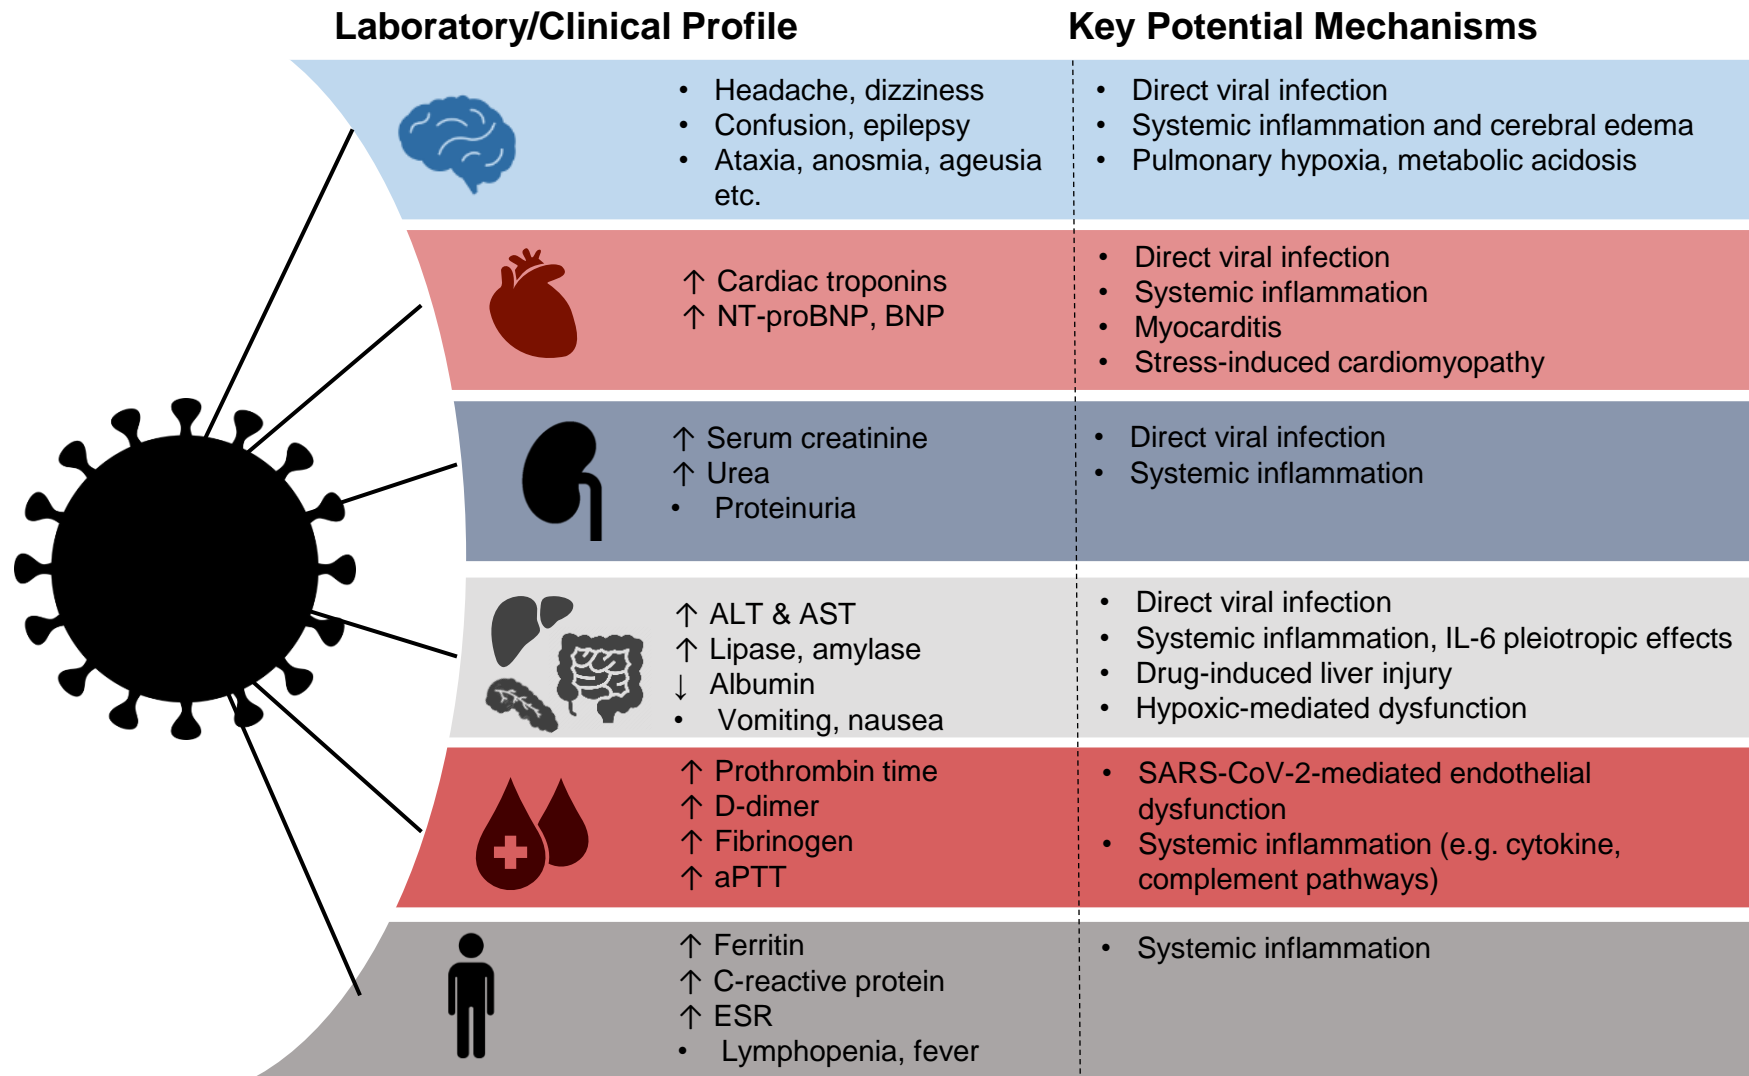 Laboratory/Clinical Profile
Key Potential Mechanisms
• Headache, dizziness
• Confusion, epilepsy
• Ataxia, anosmia, ageusia
etc.
• Direct viral infection
• Systemic inflammation and cerebral edema
• Pulmonary hypoxia, metabolic acidosis
↑ Cardiac troponins
↑ NT-proBNP, BNP
• Direct viral infection
• Systemic inflammation
• Myocarditis
• Stress-induced cardiomyopathy
↑ Serum creatinine
↑ Urea
• Proteinuria
• Direct viral infection
• Systemic inflammation
↑ ALT & AST
↑ Lipase, amylase
↓ Albumin
• Vomiting, nausea
• Direct viral infection
• Systemic inflammation, IL-6 pleiotropic effects
• Drug-induced liver injury
• Hypoxic-mediated dysfunction
↑ Prothrombin time
↑ D-dimer
↑ Fibrinogen
↑ aPTT
• SARS-CoV-2-mediated endothelial
dysfunction
• Systemic inflammation (e.g. cytokine,
complement pathways)
↑ Ferritin
↑ C-reactive protein
↑ ESR
• Lymphopenia, fever
• Systemic inflammation